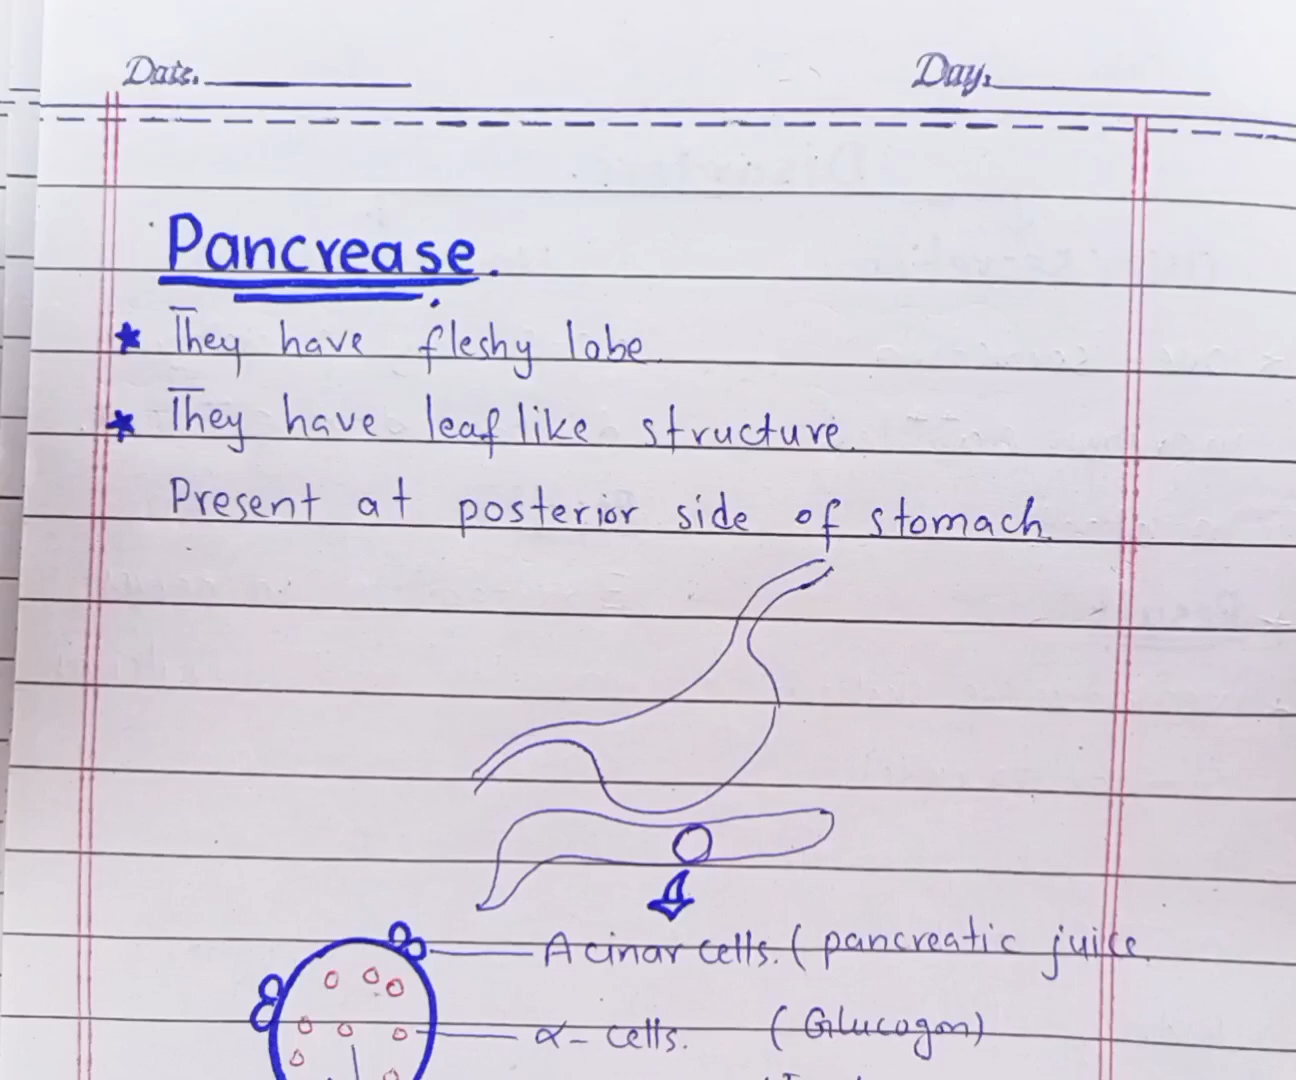 Date.
Day.
Pancrease.
★ They have fleshy lobe.
★ They have leaf like structure.
Present at posterior side of stomach
Acinar cells. ( pancreatic juice.
α- cells. ( Glucogon)